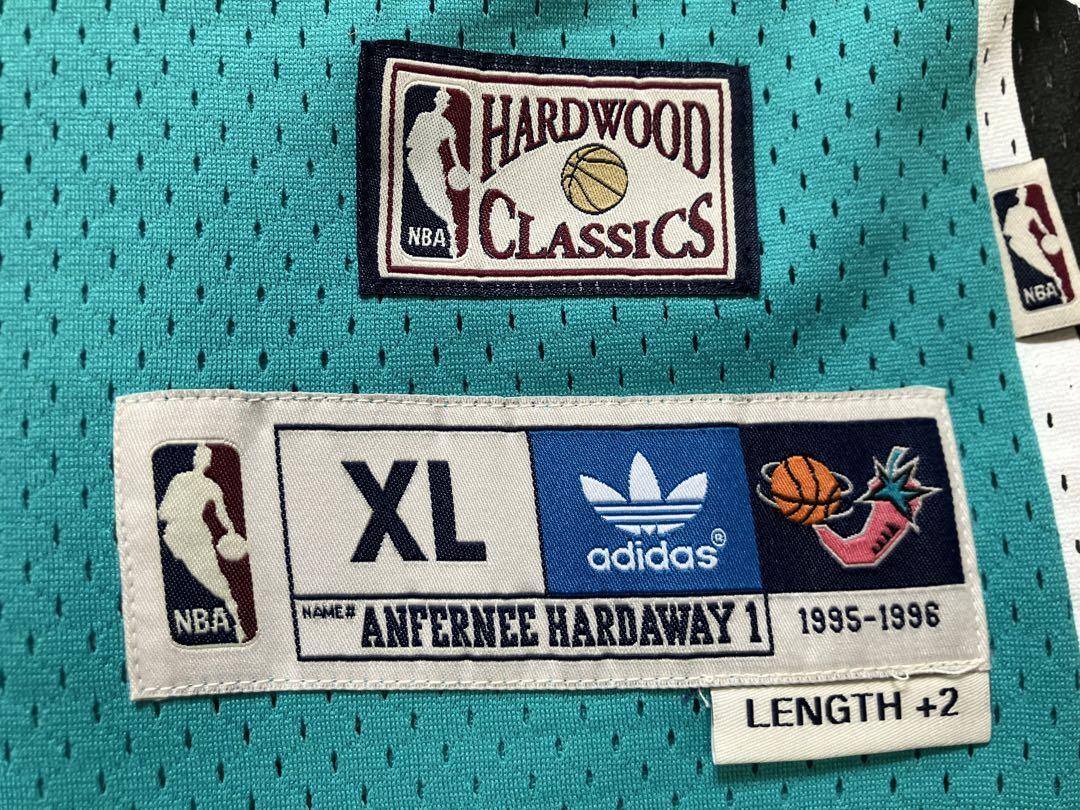 HARDWOOD
CLASSICS
NBA
NBA
XL
adidas®
NBA
NAME# ANFERNEE HARDAWAY 1
1995-1996
LENGTH +2